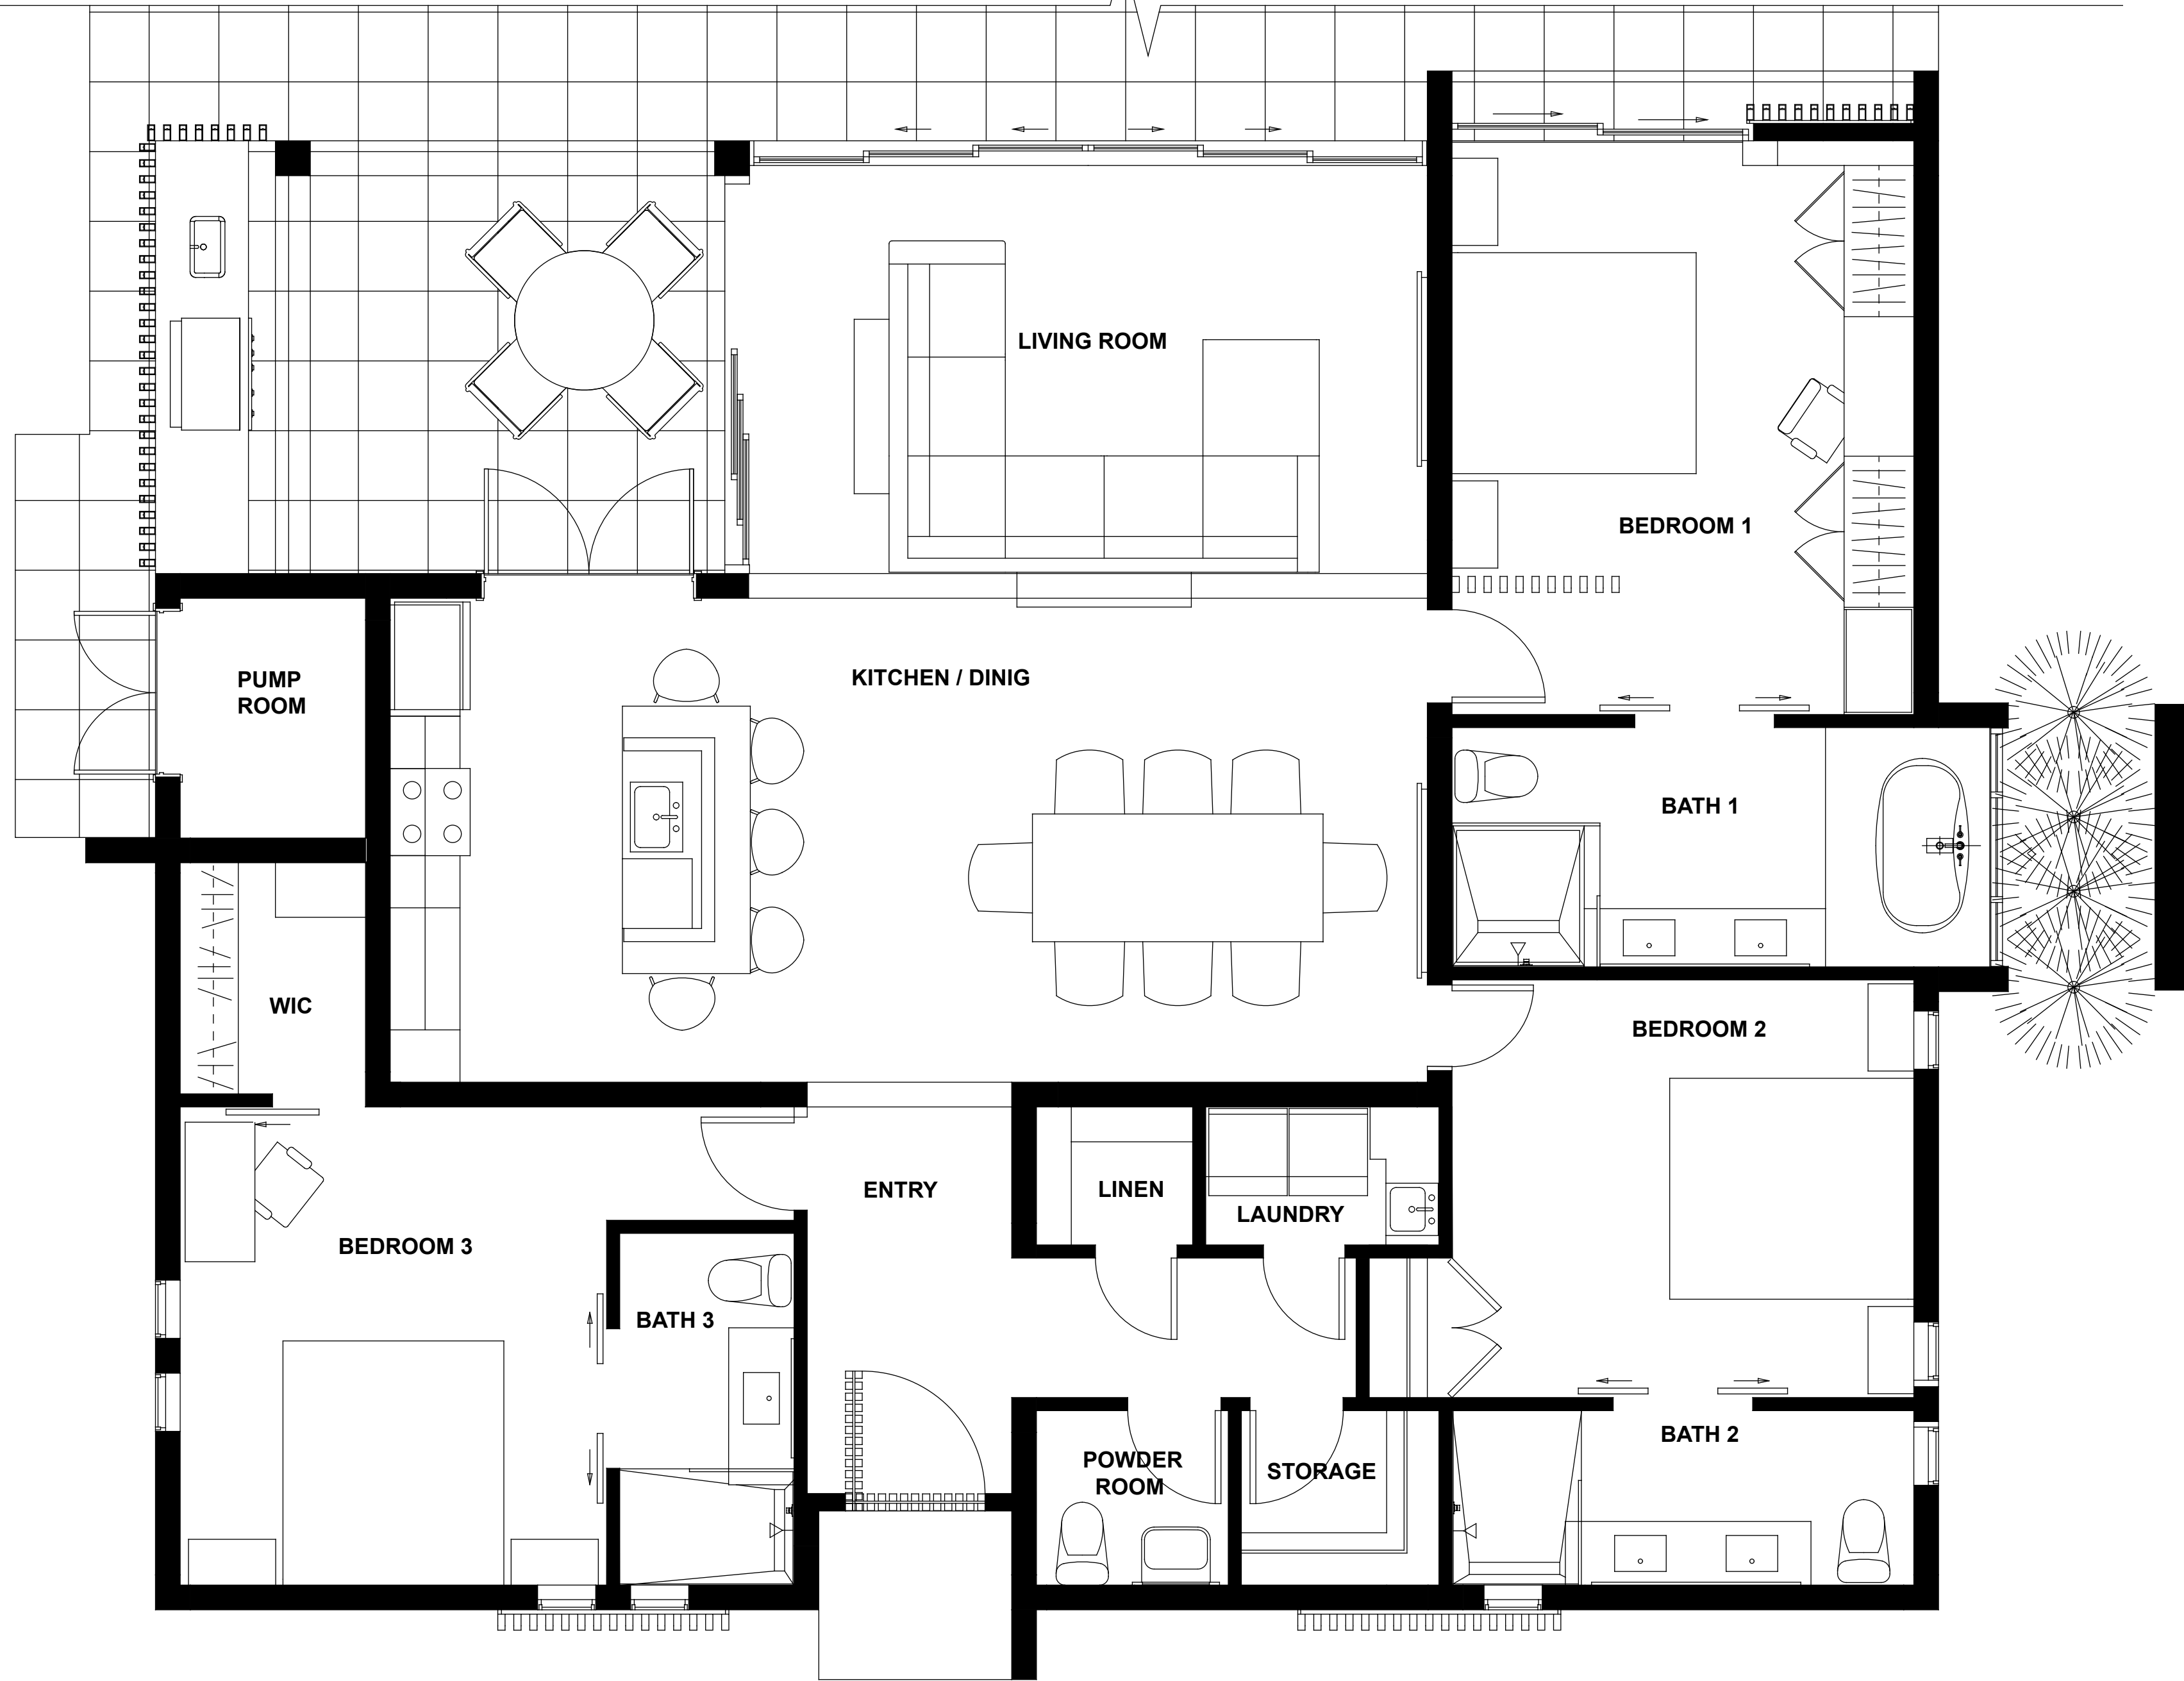 LIVING ROOM
BEDROOM 1
PUMP
ROOM
KITCHEN / DINIG
BATH 1
WIC
BEDROOM 2
ENTRY
LINEN
LAUNDRY
BEDROOM 3
BATH 3
BATH 2
POWDER
ROOM
STORAGE